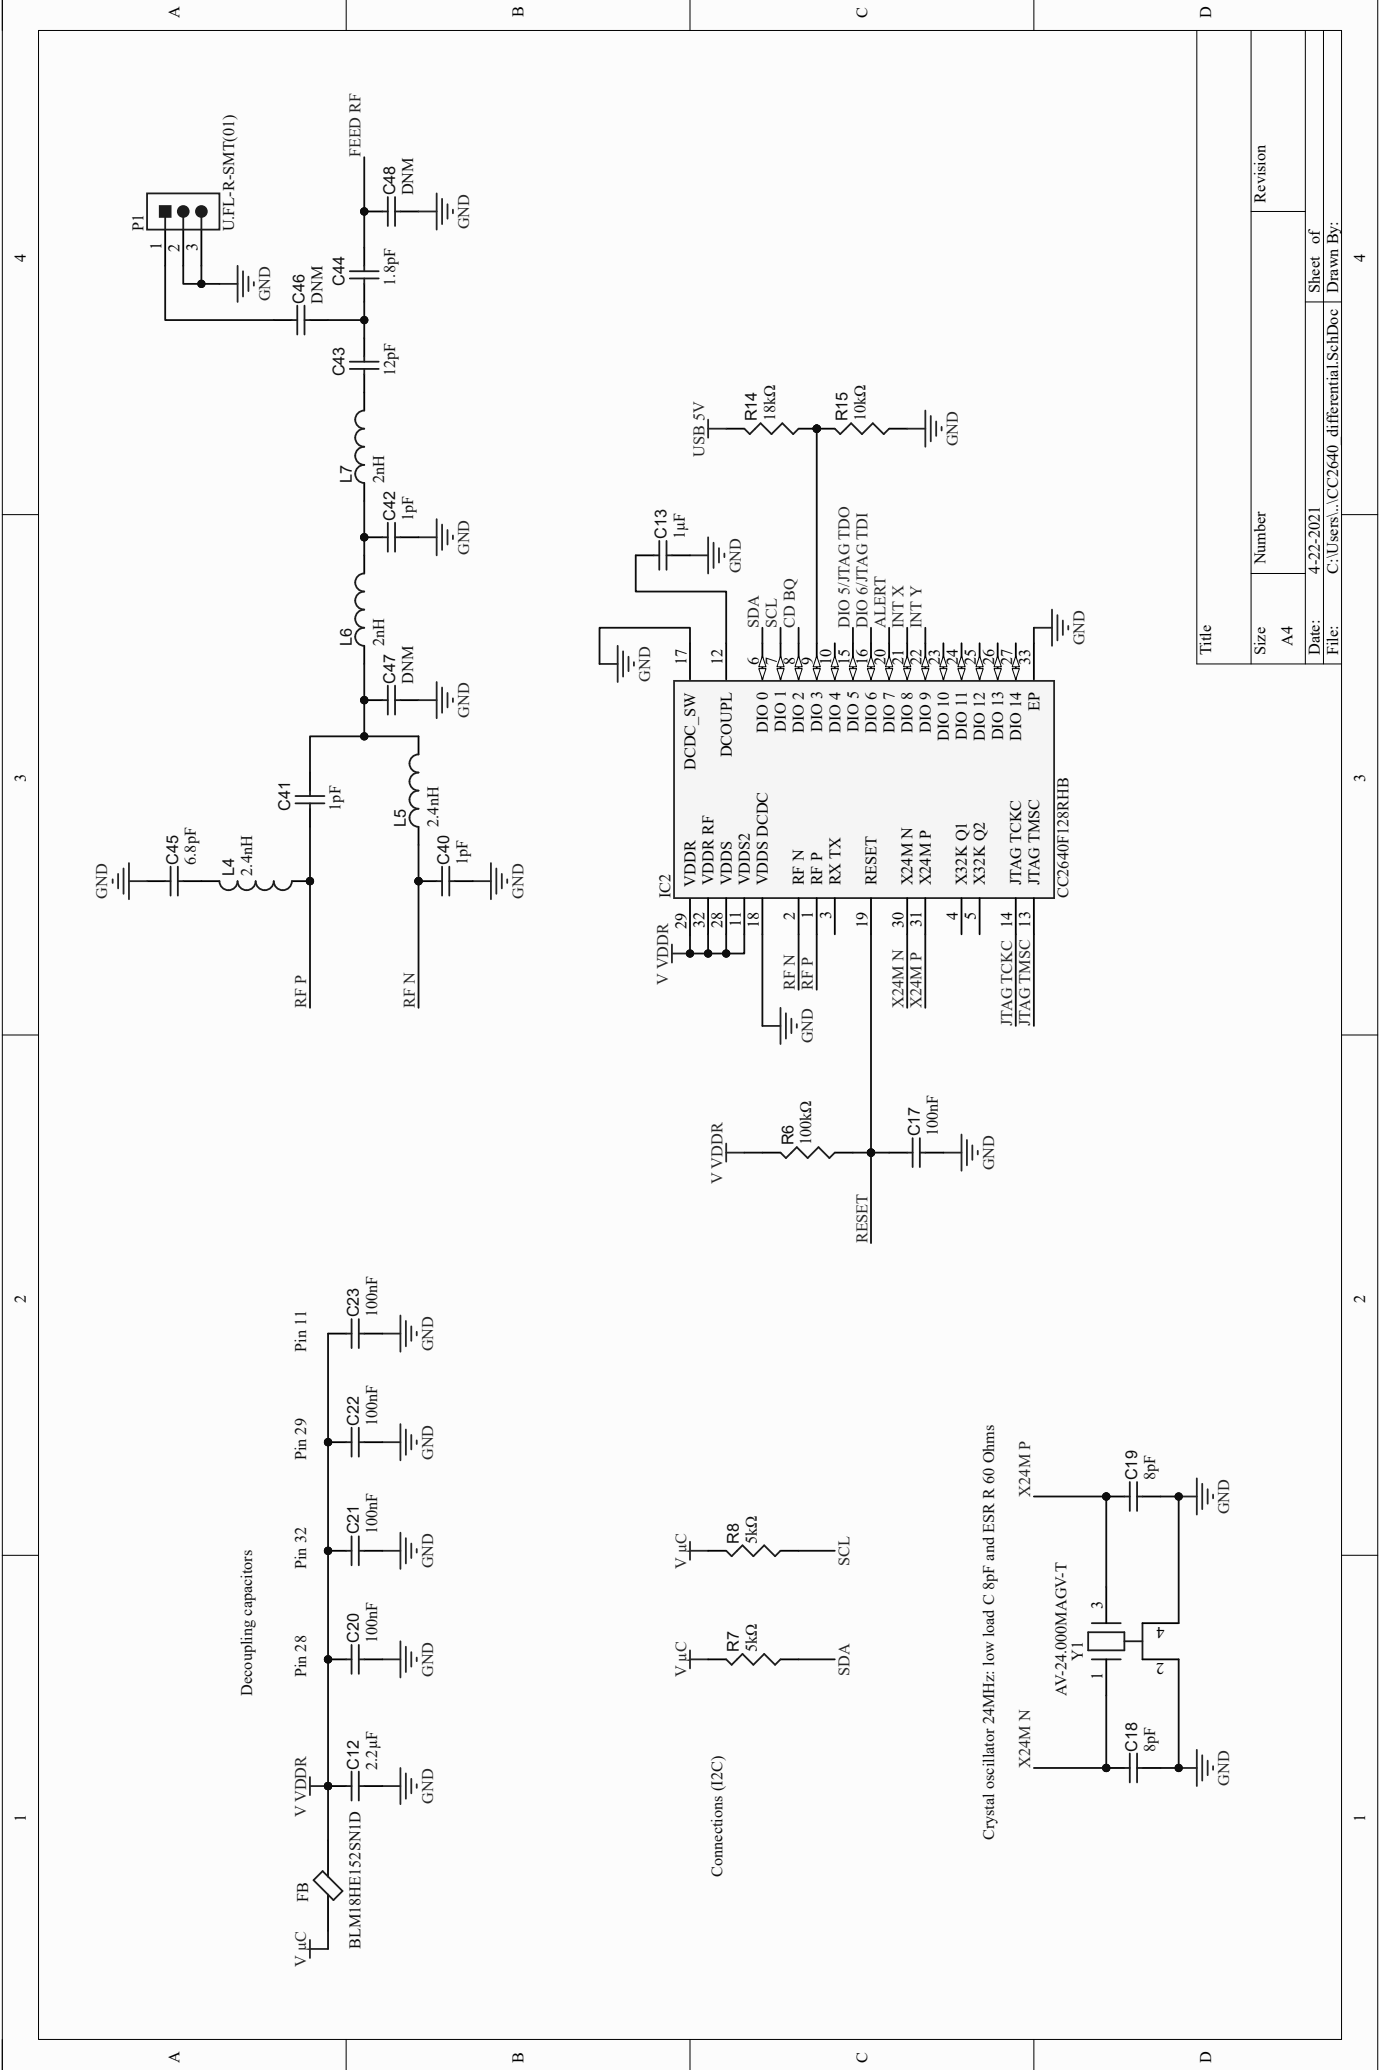 1
2
3
4
A
A
B
B
C
C
D
D
1
2
3
4
Decoupling capacitors
V µC
FB
BLM18HE152SN1D
V VDDR
C12
2.2µF
GND
Pin 28
C20
100nF
GND
Pin 32
C21
100nF
GND
Pin 29
C22
100nF
GND
Pin 11
C23
100nF
GND
RF P
RF N
GND
C45
6.8pF
L4
2.4nH
C41
1pF
L5
2.4nH
C40
1pF
GND
C47
DNM
GND
L6
2nH
C42
1pF
GND
L7
2nH
C43
12pF
C46
DNM
C44
1.8pF
C48
DNM
GND
FEED RF
P1
1
2
3
GND
U.FL-R-SMT(01)
Connections (I2C)
V µC
R7
5kΩ
SDA
V µC
R8
5kΩ
SCL
V VDDR
R6
100kΩ
RESET
C17
100nF
GND
IC2
V VDDR
29 VDDR
32 VDDR RF
28 VDDS
11 VDDS2
18 VDDS DCDC
GND
RF N 2 RF N
RF P 1 RF P
3 RX TX
19 RESET
X24M N 30 X24M N
X24M P 31 X24M P
4 X32K Q1
5 X32K Q2
JTAG TCKC 14 JTAG TCKC
JTAG TMSC 13 JTAG TMSC
DCDC_SW 17
GND
DCOUPL 12
C13
1µF
GND
DIO 0 6 SDA
DIO 1 7 SCL
DIO 2 8 CD BQ
DIO 3 9
DIO 4 10
DIO 5 15 DIO 5/JTAG TDO
DIO 6 16 DIO 6/JTAG TDI
DIO 7 20 ALERT
DIO 8 21 INT X
DIO 9 22 INT Y
DIO 10 23
DIO 11 24
DIO 12 25
DIO 13 26
DIO 14 27
EP 33
GND
CC2640F128RHB
USB 5V
R14
18kΩ
R15
10kΩ
GND
Crystal oscillator 24MHz: low load C 8pF and ESR R 60 Ohms
X24M N
X24M P
AV-24.000MAGV-T
Y1
1
3
2
4
C18
8pF
GND
C19
8pF
GND
Title
Size
Number
Revision
A4
Date:
4-22-2021
Sheet of
File:
C:\Users\..\CC2640 differential.SchDoc
Drawn By: